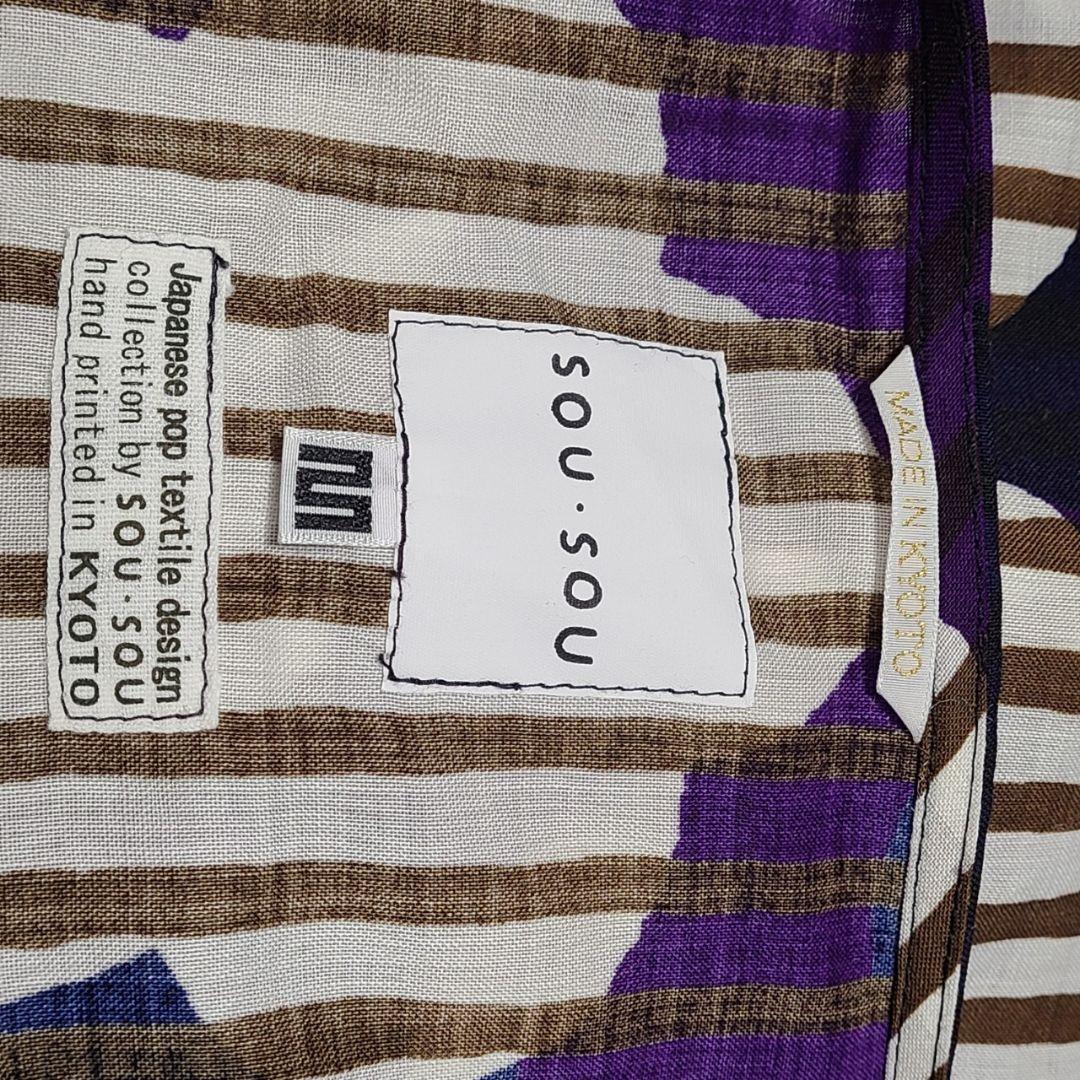 MADE IN KYOTO
SOU·SOU
Japanese pop textile design
collection by SOU·SOU
hand printed in KYOTO